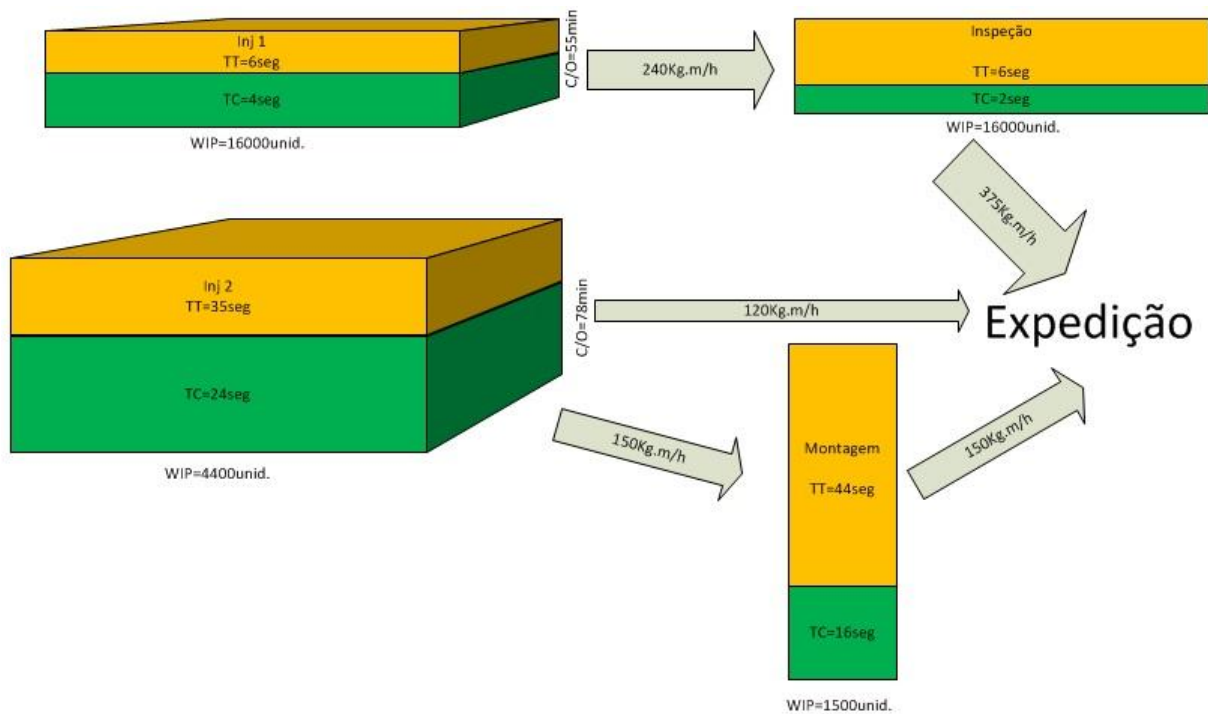 Inj 1
TT=6seg
TC=4seg
WIP=16000unid.
C/O=55min
240Kg.m/h
Inspeção
TT=6seg
TC=2seg
WIP=16000unid.
375Kg.m/h
Inj 2
TT=35seg
TC=24seg
WIP=4400unid.
C/O=78min
120Kg.m/h
Expedição
150Kg.m/h
Montagem
TT=44seg
TC=16seg
WIP=1500unid.
150Kg.m/h